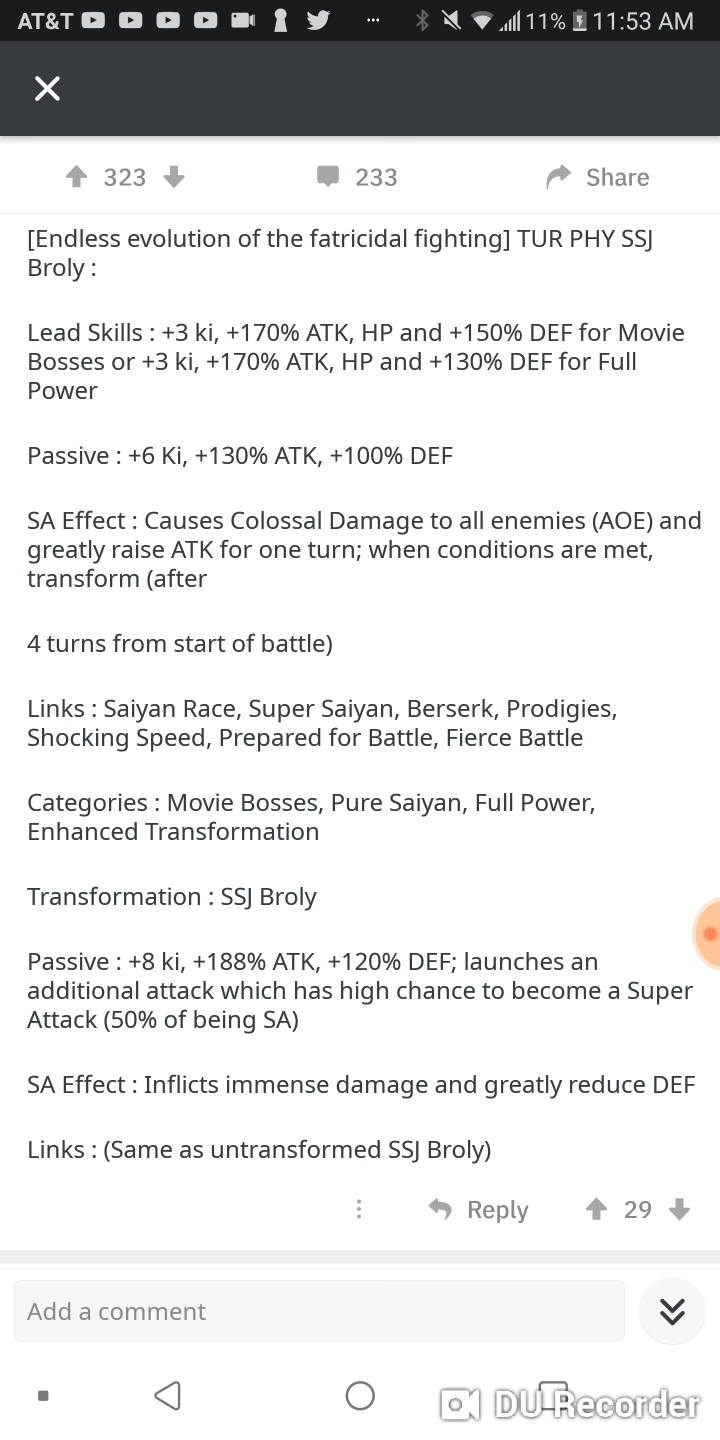 AT&T ... 11% 11:53 AM
323 233 Share
[Endless evolution of the fatricidal fighting] TUR PHY SSJ
Broly :
Lead Skills : +3 ki, +170% ATK, HP and +150% DEF for Movie
Bosses or +3 ki, +170% ATK, HP and +130% DEF for Full
Power
Passive : +6 Ki, +130% ATK, +100% DEF
SA Effect : Causes Colossal Damage to all enemies (AOE) and
greatly raise ATK for one turn; when conditions are met,
transform (after
4 turns from start of battle)
Links : Saiyan Race, Super Saiyan, Berserk, Prodigies,
Shocking Speed, Prepared for Battle, Fierce Battle
Categories : Movie Bosses, Pure Saiyan, Full Power,
Enhanced Transformation
Transformation : SSJ Broly
Passive : +8 ki, +188% ATK, +120% DEF; launches an
additional attack which has high chance to become a Super
Attack (50% of being SA)
SA Effect : Inflicts immense damage and greatly reduce DEF
Links : (Same as untransformed SSJ Broly)
Reply 29
Add a comment
DU Recorder